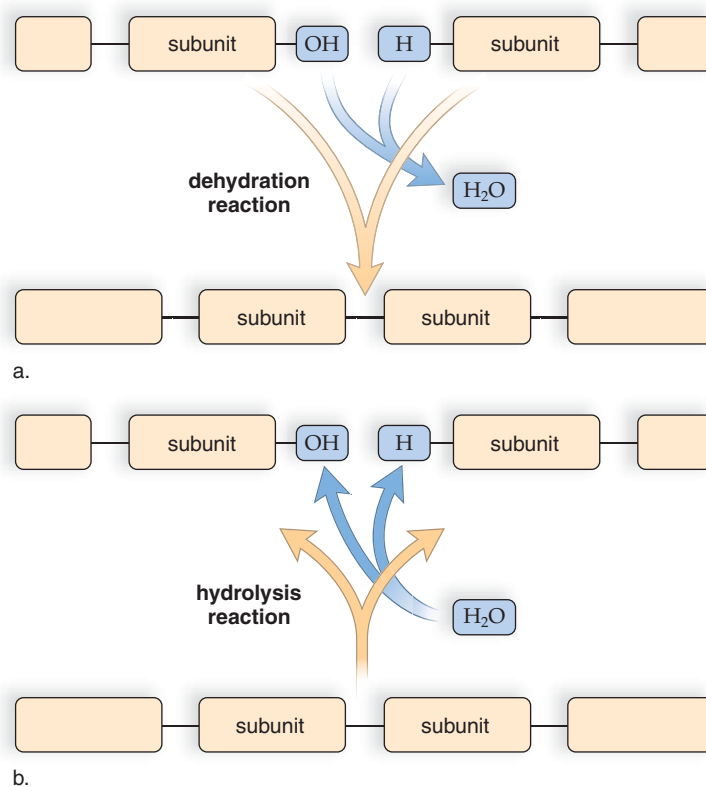 subunit OH H subunit
dehydration
reaction
H₂O
subunit subunit
a.
subunit OH H subunit
hydrolysis
reaction
H₂O
subunit subunit
b.